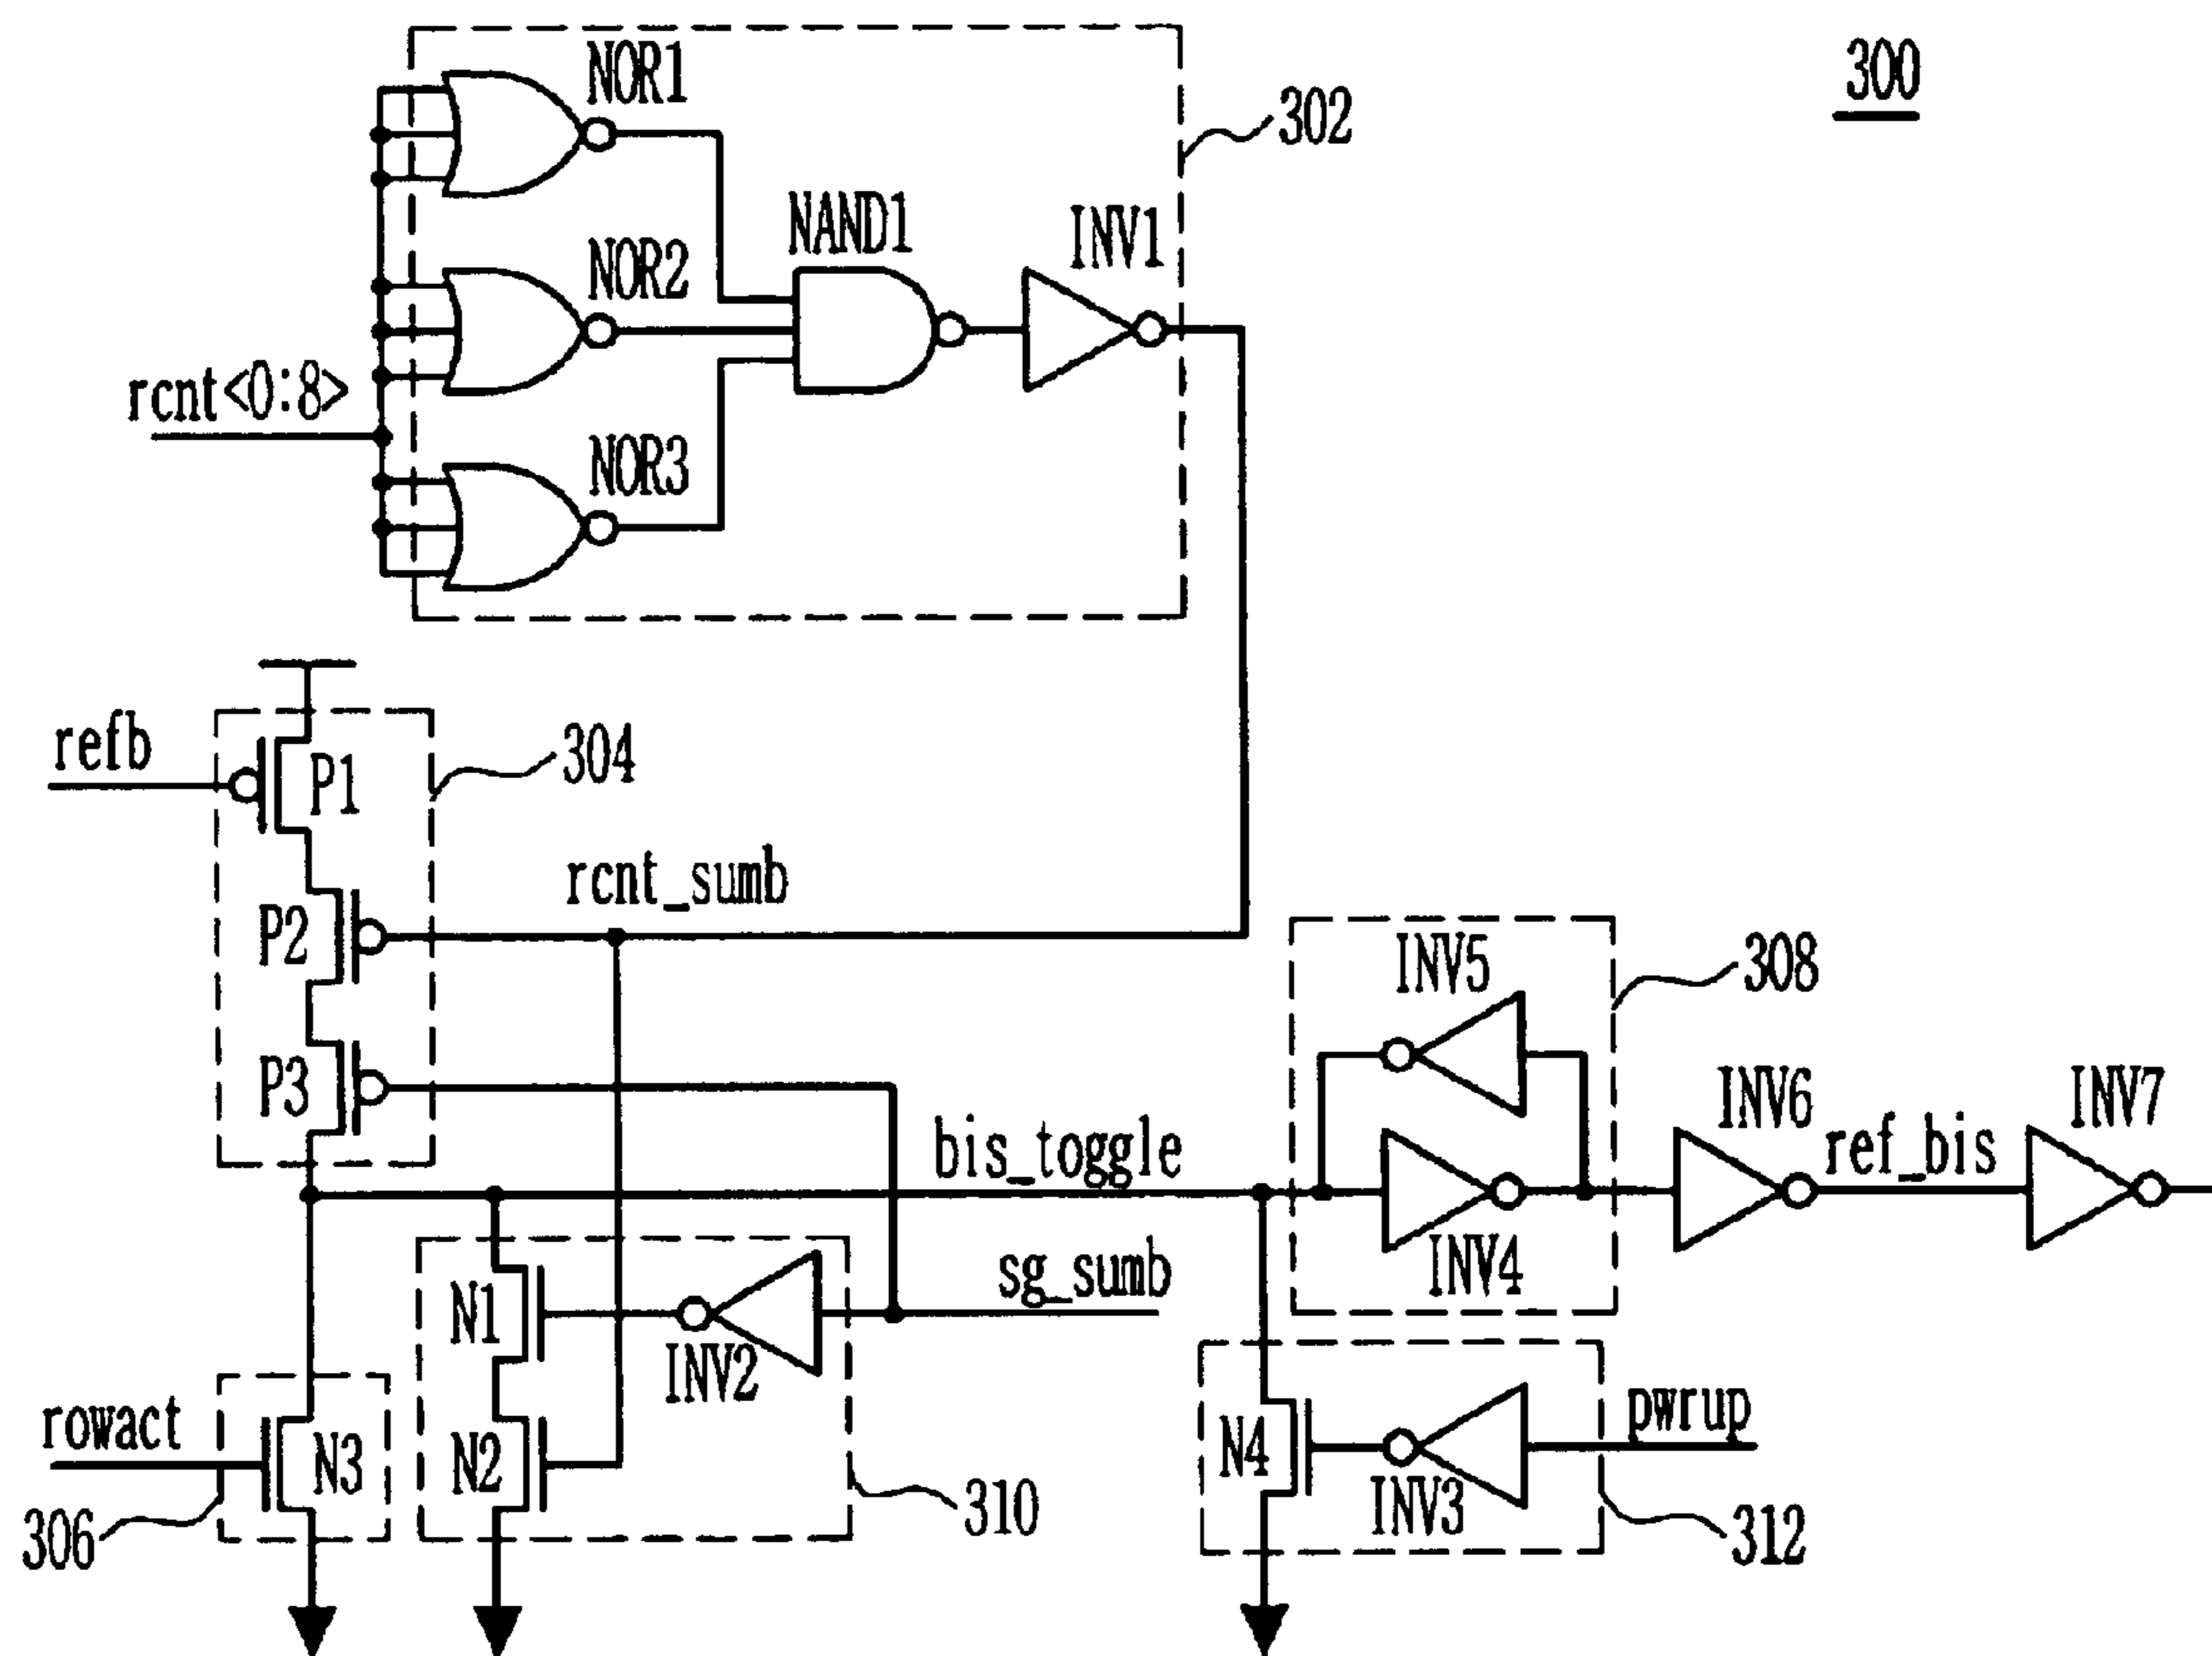 NOR1
300
302
NAND1
INV1
NOR2
rcnt<0:8>
NOR3
refb
P1
304
rcnt_sumb
P2
INV5
308
P3
bis_toggle
INV6
ref_bis
INV7
INV4
sg_sumb
N1
INV2
rowact
N3
N2
310
N4
INV3
pwrup
306
312